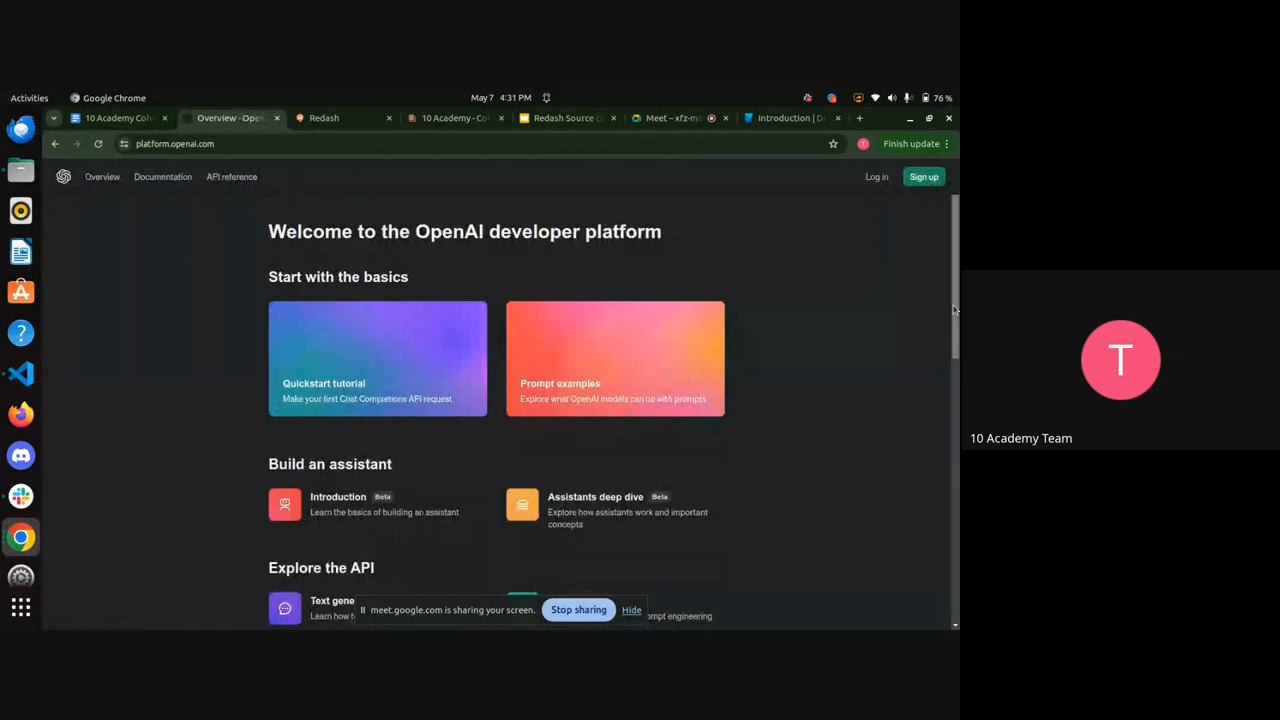 Activities
Google Chrome
May 7 4:31 PM
76 %
10 Academy Coh
Overview - Open
Redash
10 Academy - Co
Redash Source c
Meet – xfz-m
Introduction | D
platform.openai.com
Finish update
Overview
Documentation
API reference
Log in
Sign up
Welcome to the OpenAI developer platform
Start with the basics
Quickstart tutorial
Make your first Chat Completions API request
Prompt examples
Explore what OpenAI models can do with prompts
Build an assistant
Introduction Beta
Learn the basics of building an assistant
Assistants deep dive Beta
Explore how assistants work and important
concepts
Explore the API
Text gene
Learn how t
ompt engineering
meet.google.com is sharing your screen.
Stop sharing
Hide
T
T
10 Academy Team